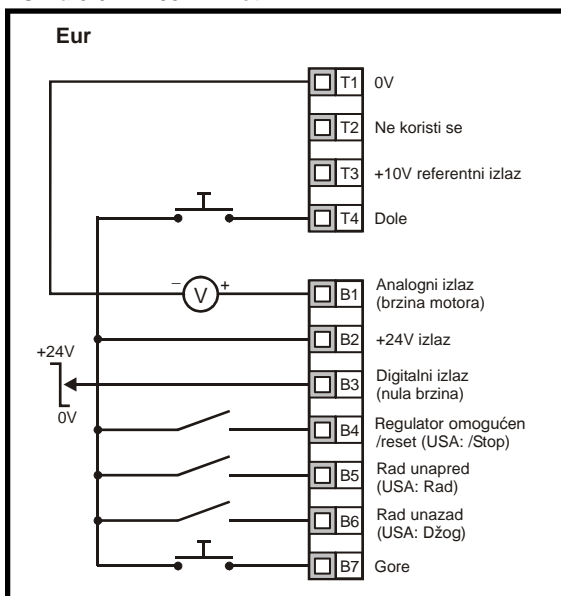 Eur
T1 0V
T2 Ne koristi se
T3 +10V referentni izlaz
T4 Dole
− V + B1 Analogni izlaz
(brzina motora)
B2 +24V izlaz
+24V
0V
B3 Digitalni izlaz
(nula brzina)
B4 Regulator omogućen
/reset (USA: /Stop)
B5 Rad unapred
(USA: Rad)
B6 Rad unazad
(USA: Džog)
B7 Gore